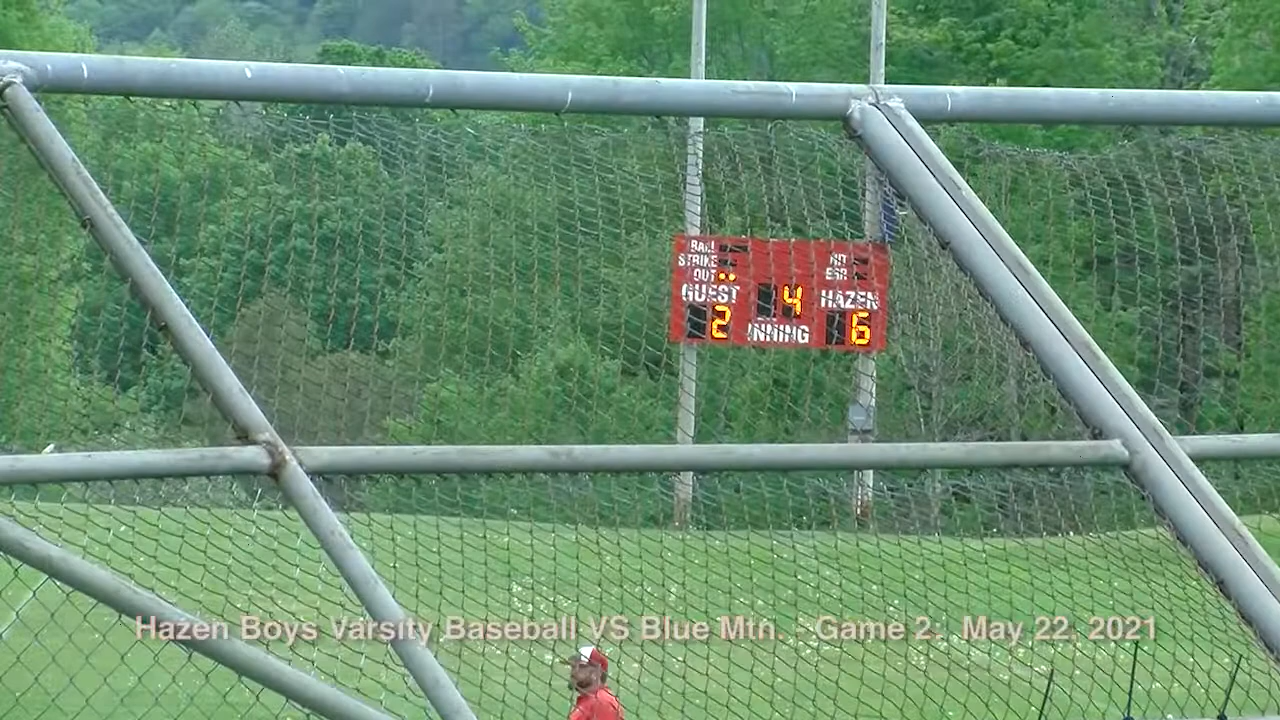 BALL
STRIKE
OUT
HIT
ERR
GUEST 4 HAZEN
2 INNING 6
Hazen Boys Varsity Baseball VS Blue Mtn. Game 2. May 22, 2021